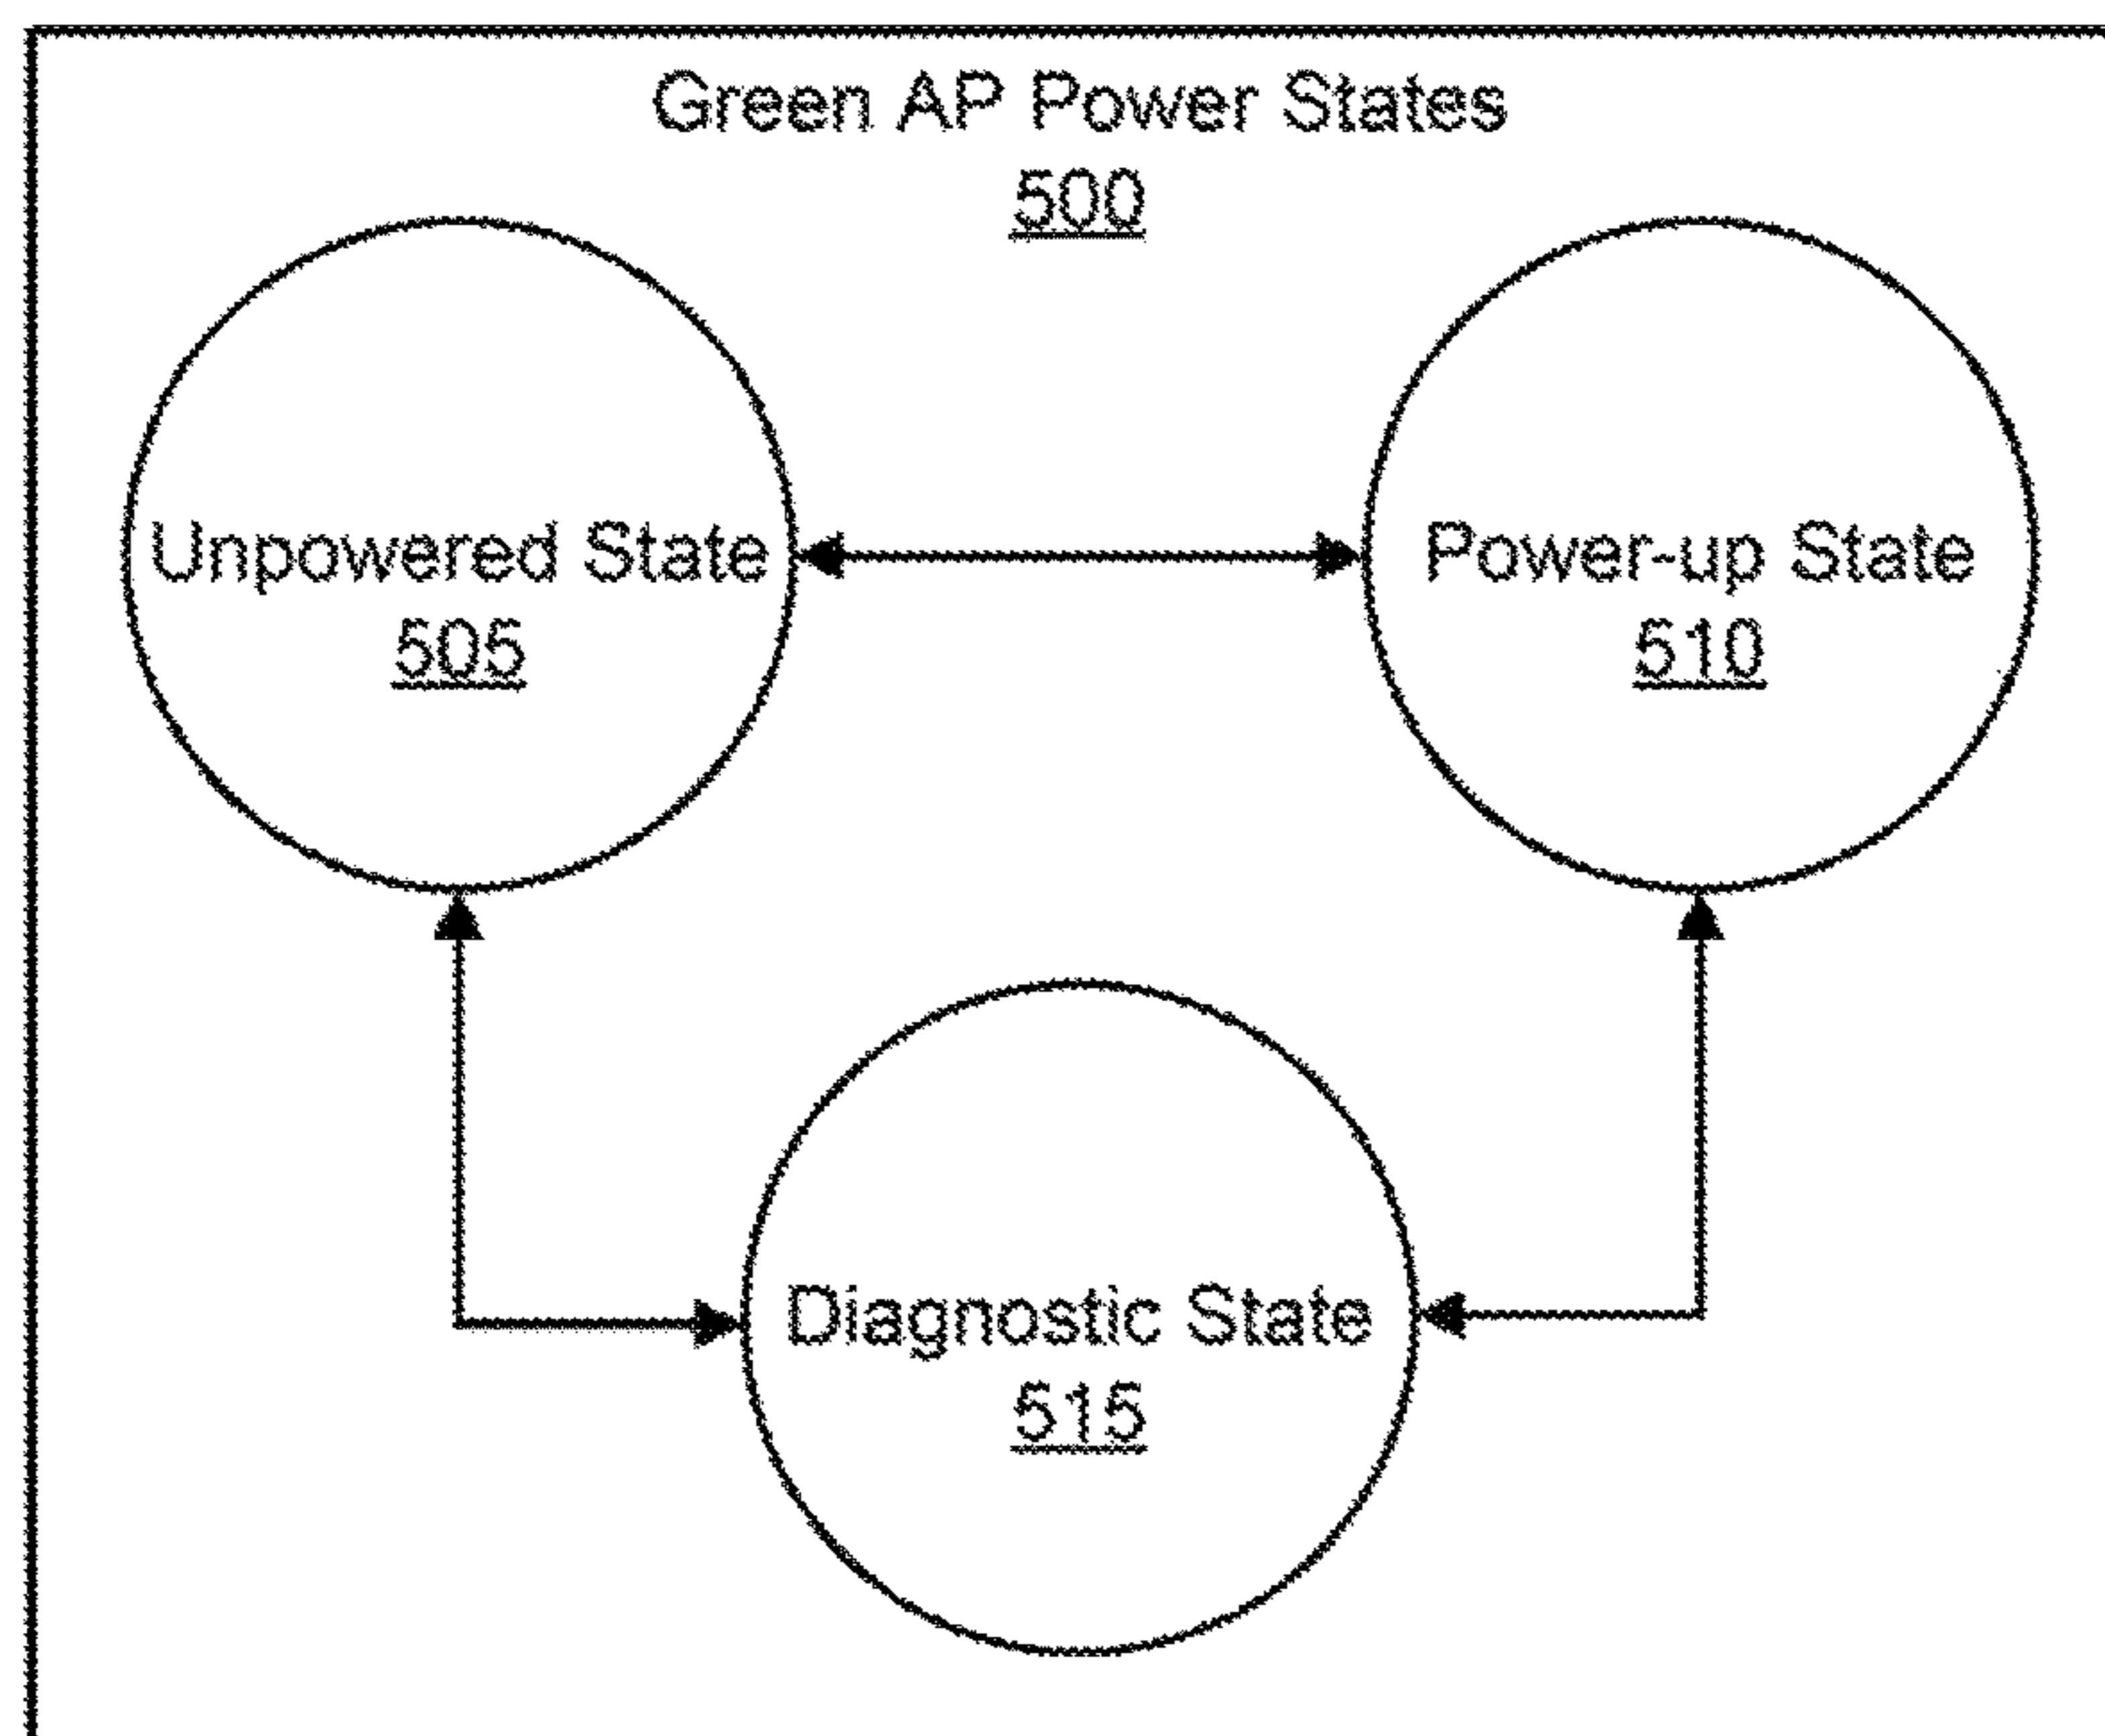 Green AP Power States
500
Unpowered State
505
Power-up State
510
Diagnostic State
515